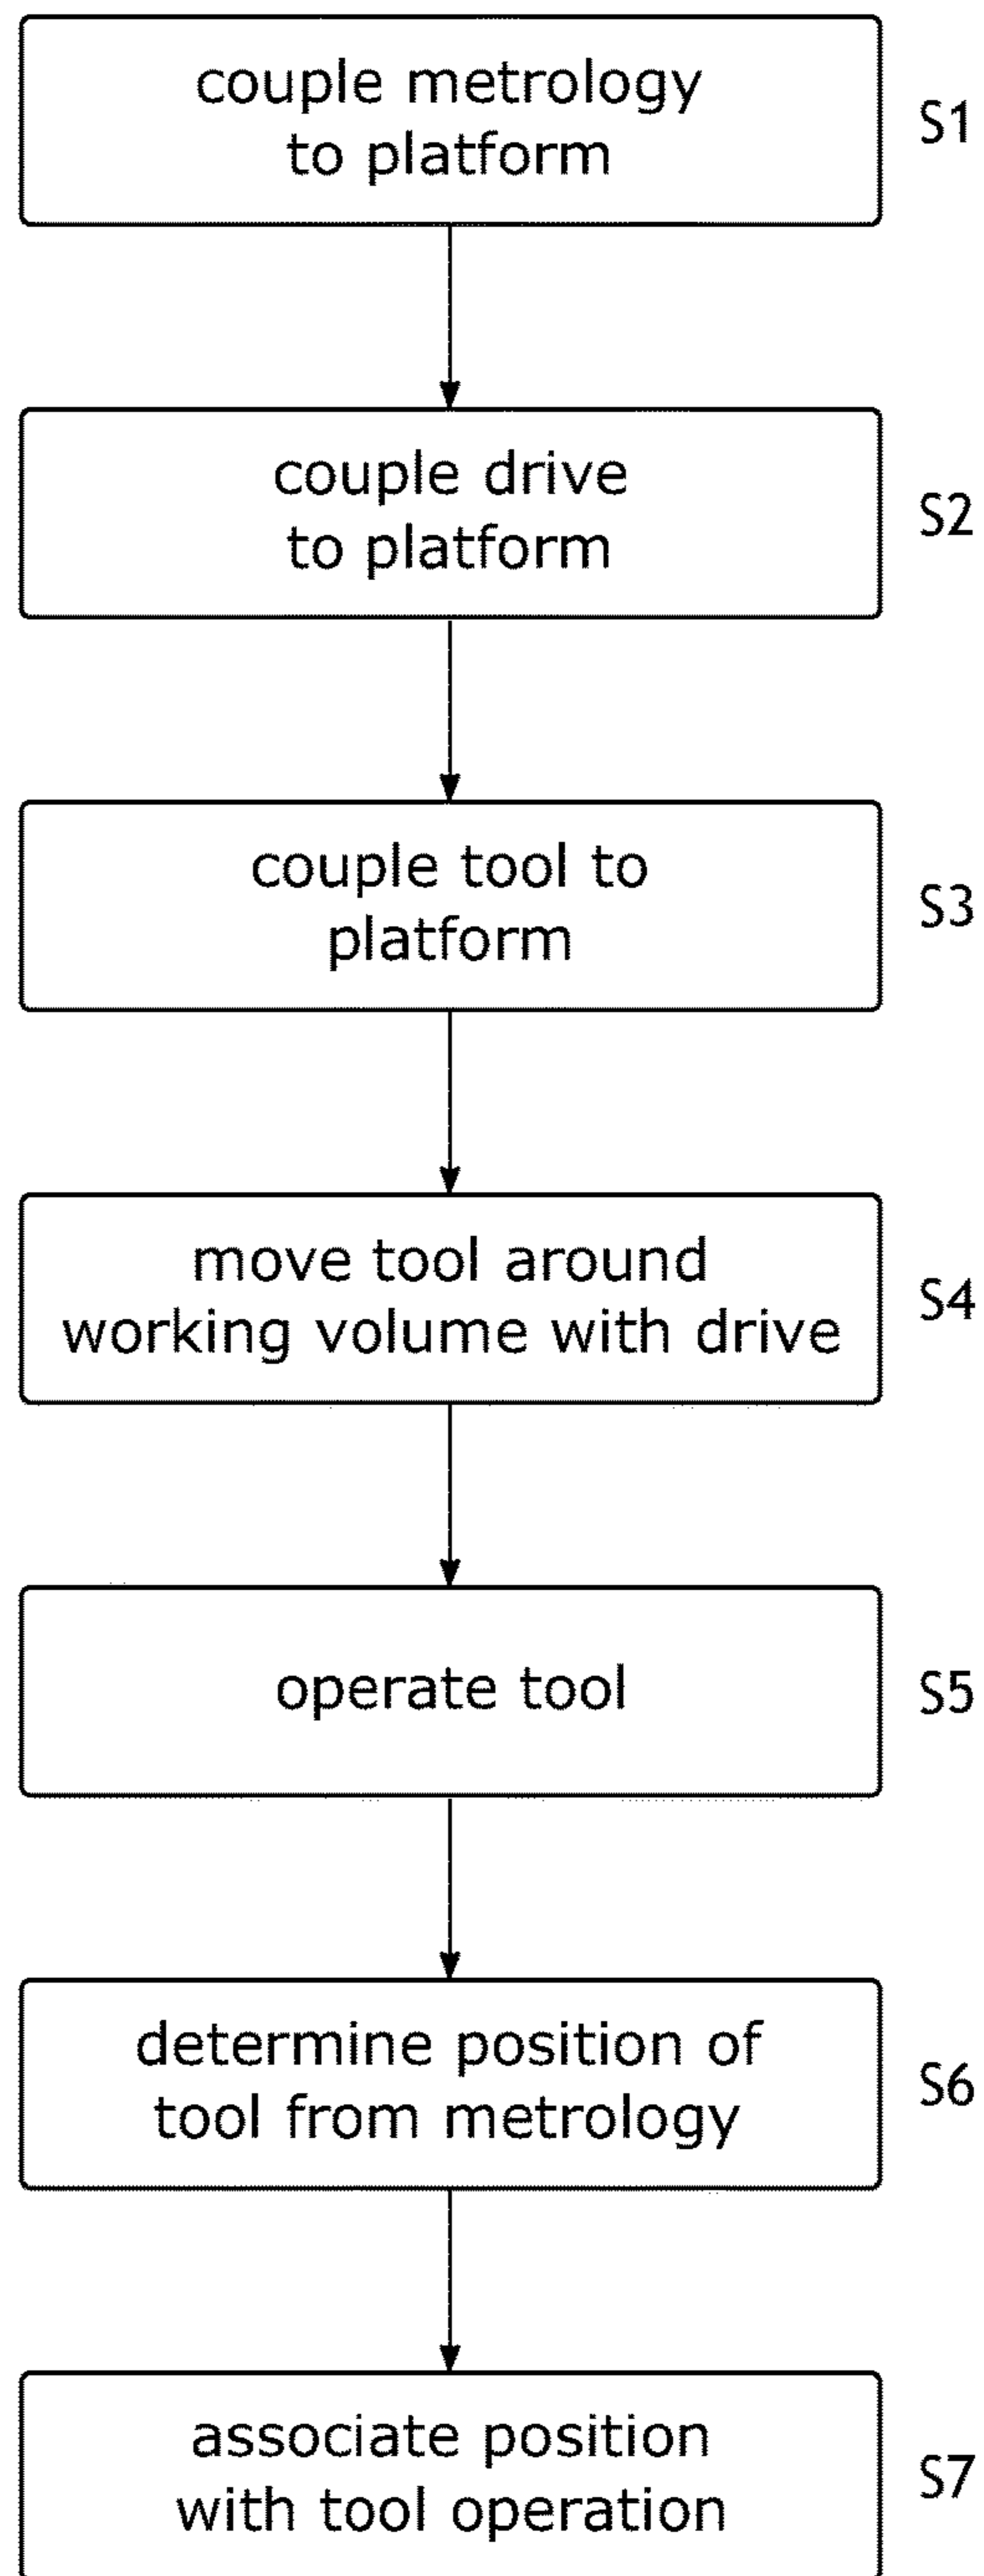 couple metrology
to platform
S1
couple drive
to platform
S2
couple tool to
platform
S3
move tool around
working volume with drive
S4
operate tool
S5
determine position of
tool from metrology
S6
associate position
with tool operation
S7